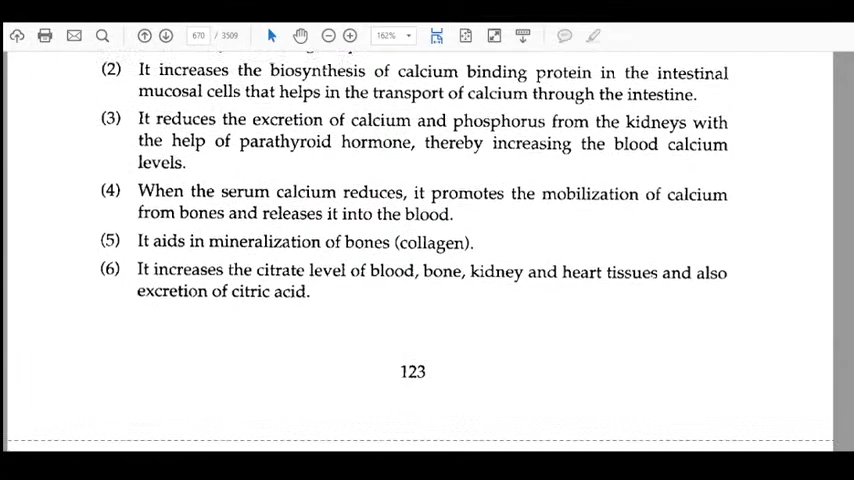 670 / 3509
162%
(2) It increases the biosynthesis of calcium binding protein in the intestinal
mucosal cells that helps in the transport of calcium through the intestine.
(3) It reduces the excretion of calcium and phosphorus from the kidneys with
the help of parathyroid hormone, thereby increasing the blood calcium
levels.
(4) When the serum calcium reduces, it promotes the mobilization of calcium
from bones and releases it into the blood.
(5) It aids in mineralization of bones (collagen).
(6) It increases the citrate level of blood, bone, kidney and heart tissues and also
excretion of citric acid.
123